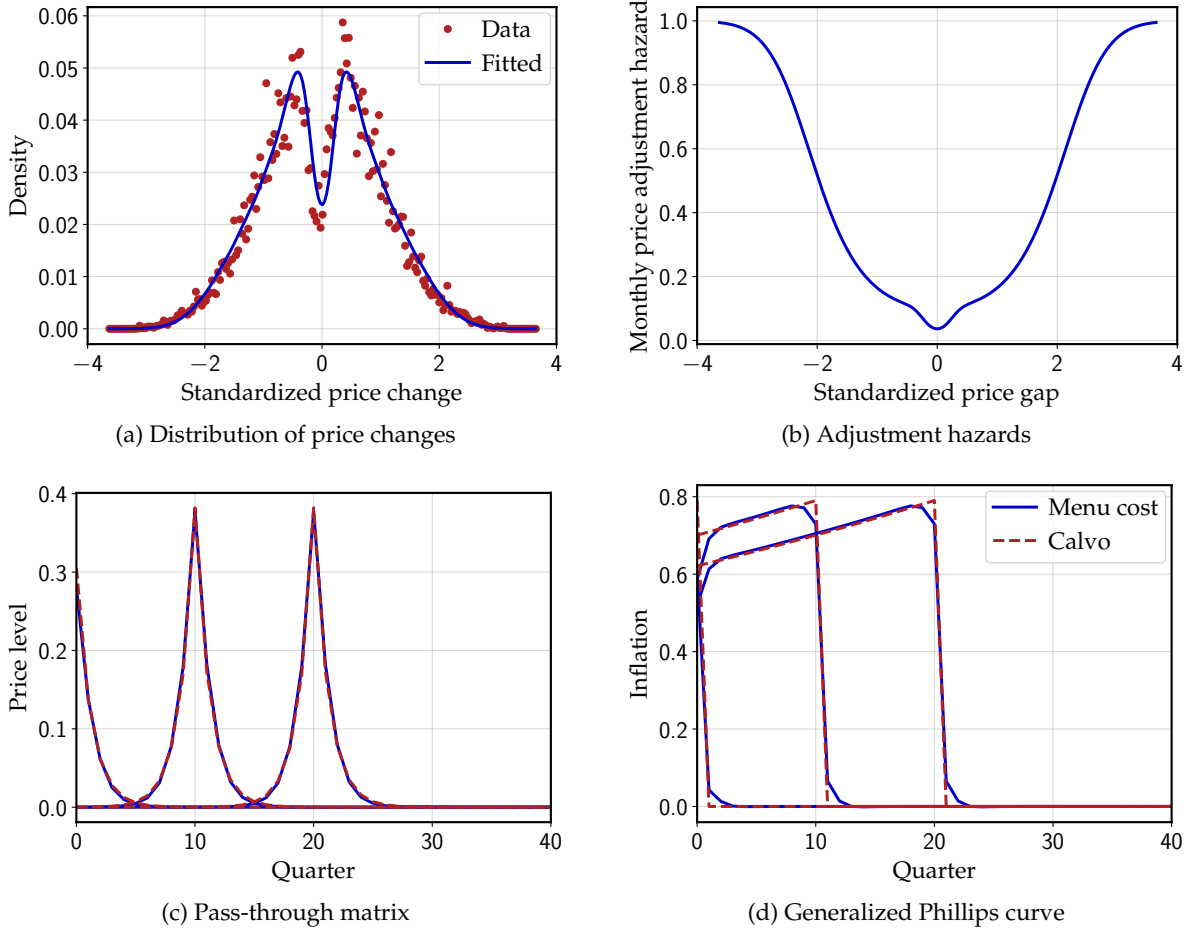 0.06
0.05
0.04
0.03
0.02
0.01
0.00
Density
Data
Fitted
−4
−2
0
2
4
Standardized price change
(a) Distribution of price changes
1.0
0.8
0.6
0.4
0.2
0.0
Monthly price adjustment hazard
−4
−2
0
2
4
Standardized price gap
(b) Adjustment hazards
0.4
0.3
0.2
0.1
0.0
Price level
0
10
20
30
40
Quarter
(c) Pass-through matrix
0.8
0.6
0.4
0.2
0.0
Inflation
Menu cost
Calvo
0
10
20
30
40
Quarter
(d) Generalized Phillips curve